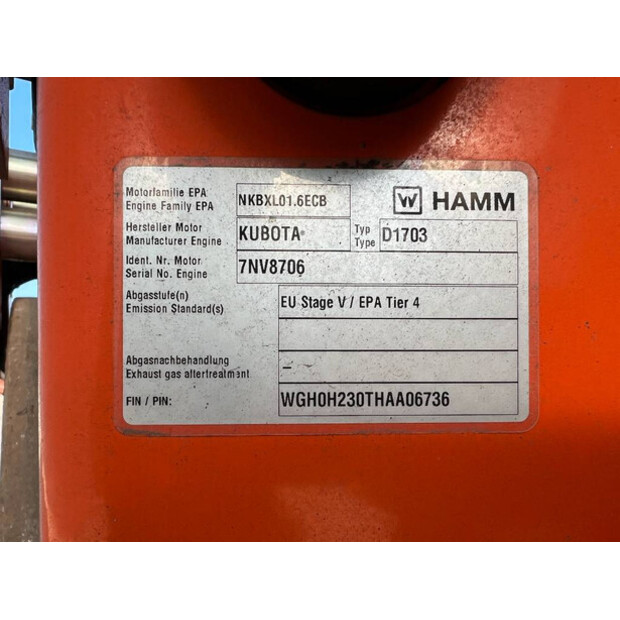 Motorfamilie EPA
Engine Family EPA
NKBXL01.6ECB
W HAMM
Hersteller Motor
Manufacturer Engine
KUBOTA
Typ
Type
D1703
Ident. Nr. Motor
Serial No. Engine
7NV8706
Abgasstufe(n)
Emission Standard(s)
EU Stage V / EPA Tier 4
Abgasnachbehandlung
Exhaust gas aftertreatment
–
FIN / PIN:
WGH0H230THAA06736